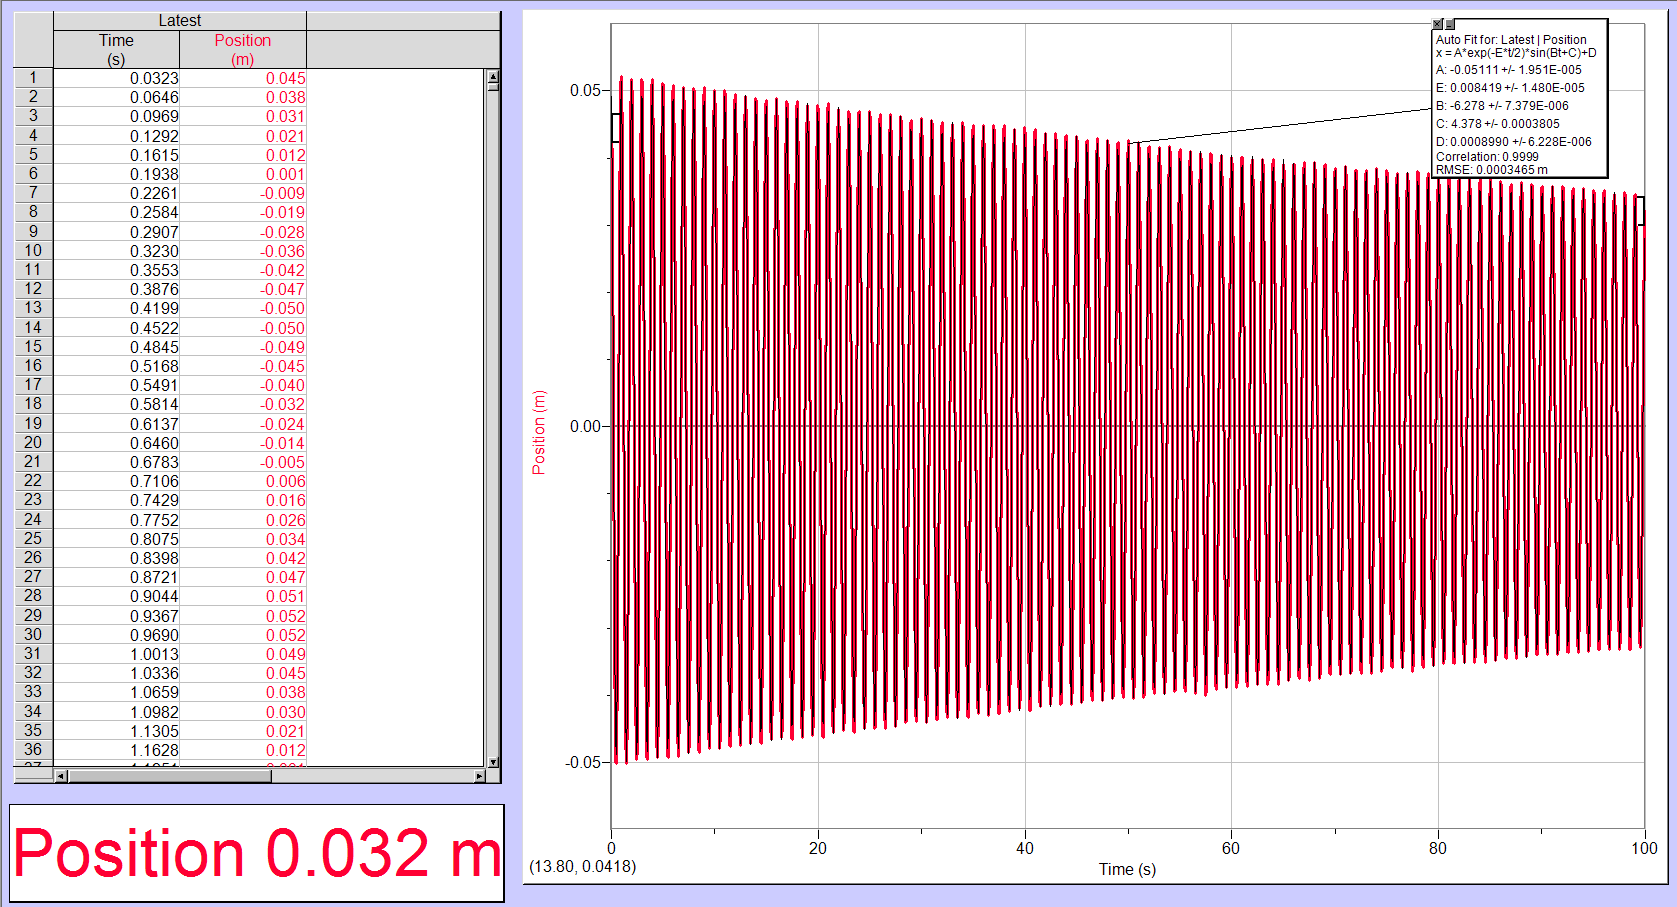 Latest
Time Position
(s) (m)
1 0.0323 0.045
2 0.0646 0.038
3 0.0969 0.031
4 0.1292 0.021
5 0.1615 0.012
6 0.1938 0.001
7 0.2261 -0.009
8 0.2584 -0.019
9 0.2907 -0.028
10 0.3230 -0.036
11 0.3553 -0.042
12 0.3876 -0.047
13 0.4199 -0.050
14 0.4522 -0.050
15 0.4845 -0.049
16 0.5168 -0.045
17 0.5491 -0.040
18 0.5814 -0.032
19 0.6137 -0.024
20 0.6460 -0.014
21 0.6783 -0.005
22 0.7106 0.006
23 0.7429 0.016
24 0.7752 0.026
25 0.8075 0.034
26 0.8398 0.042
27 0.8721 0.047
28 0.9044 0.051
29 0.9367 0.052
30 0.9690 0.052
31 1.0013 0.049
32 1.0336 0.045
33 1.0659 0.038
34 1.0982 0.030
35 1.1305 0.021
36 1.1628 0.012
Position 0.032 m
Auto Fit for: Latest | Position
x = A*exp(-E*t/2)*sin(Bt+C)+D
A: -0.05111 +/- 1.951E-005
E: 0.008419 +/- 1.480E-005
B: -6.278 +/- 7.379E-006
C: 4.378 +/- 0.0003805
D: 0.0008990 +/- 6.228E-006
Correlation: 0.9999
RMSE: 0.0003465 m
0.05
0.00
-0.05
Position (m)
0 20 40 60 80 100
(13.80, 0.0418)
Time (s)